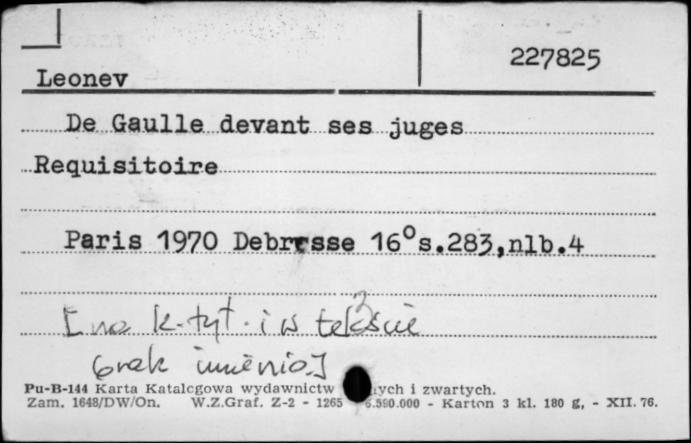 227825
Leonev
De Gaulle devant ses juges
Requisitoire
Paris 1970 Debresse 16° s.283,nlb.4
[na k. tyt. i w tekście
brak imienia]
Pu-B-144 Karta Katalogowa wydawnictw ych i zwartych.
Zam. 1648/DW/On. W.Z.Graf. Z-2 - 1265 6.590.000 - Karton 3 kl. 180 g, - XII. 76.